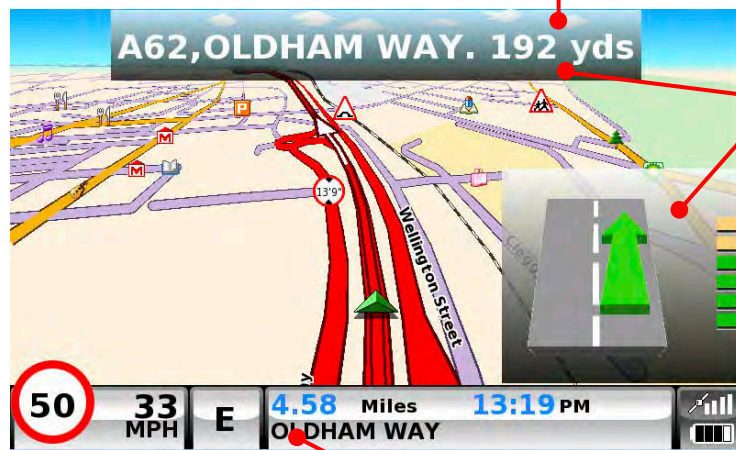 A62,OLDHAM WAY. 192 yds
P
M
M
13'9"
Wellington Street
Clegg
y
50
33
MPH
E
4.58 Miles 13:19 PM
OLDHAM WAY